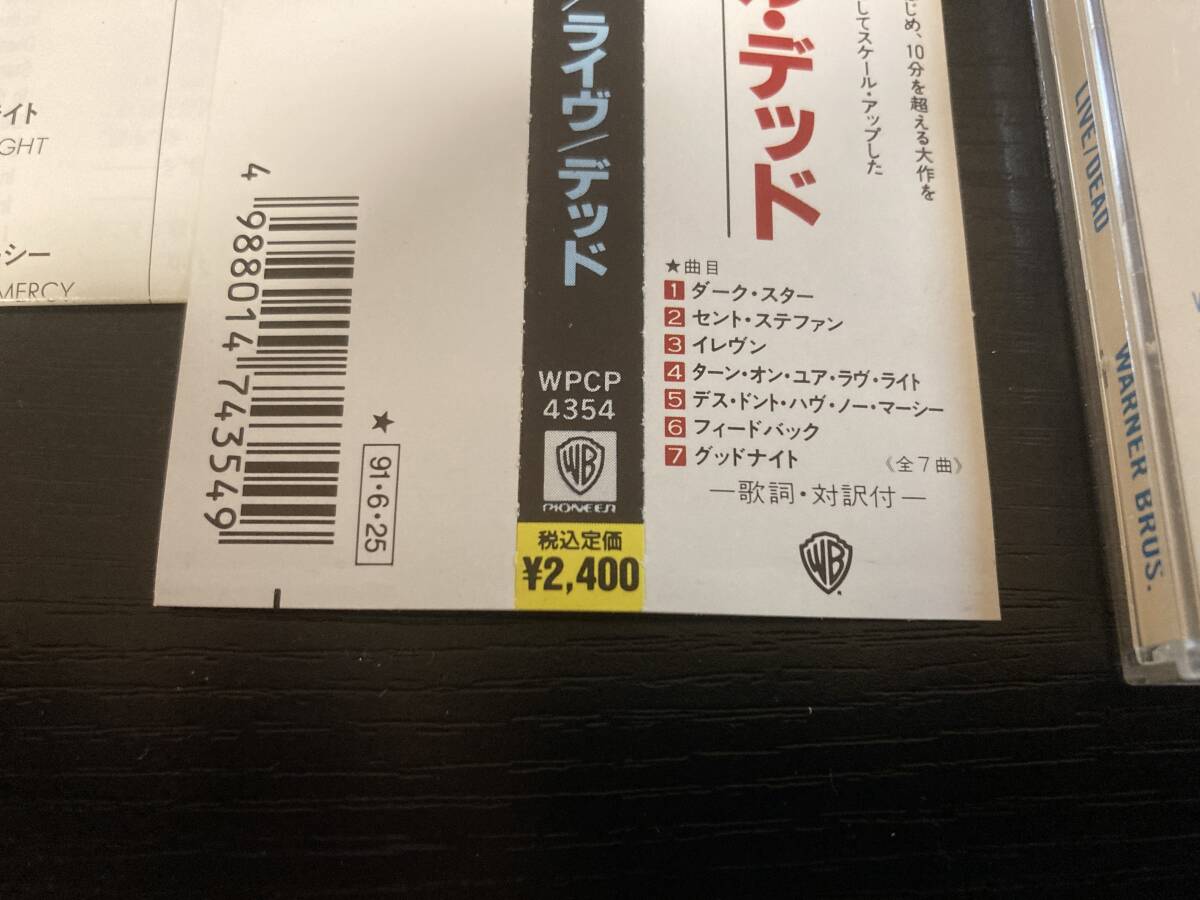 イト
GHT
シー
MERCY
4 988014 743549
★
91・6・25
/ライヴ/デッド
WPCP
4354
WB
PIONEER
税込定価
¥2,400
ル・デッド
じめ、10分を超える大作を
してスケール・アップした
★曲目
1 ダーク・スター
2 セント・ステファン
3 イレヴン
4 ターン・オン・ユア・ラヴ・ライト
5 デス・ドント・ハヴ・ノー・マーシー
6 フィードバック
7 グッドナイト
《全7曲》
—歌詞・対訳付—
WB
LIVE/DEAD
WARNER BROS.